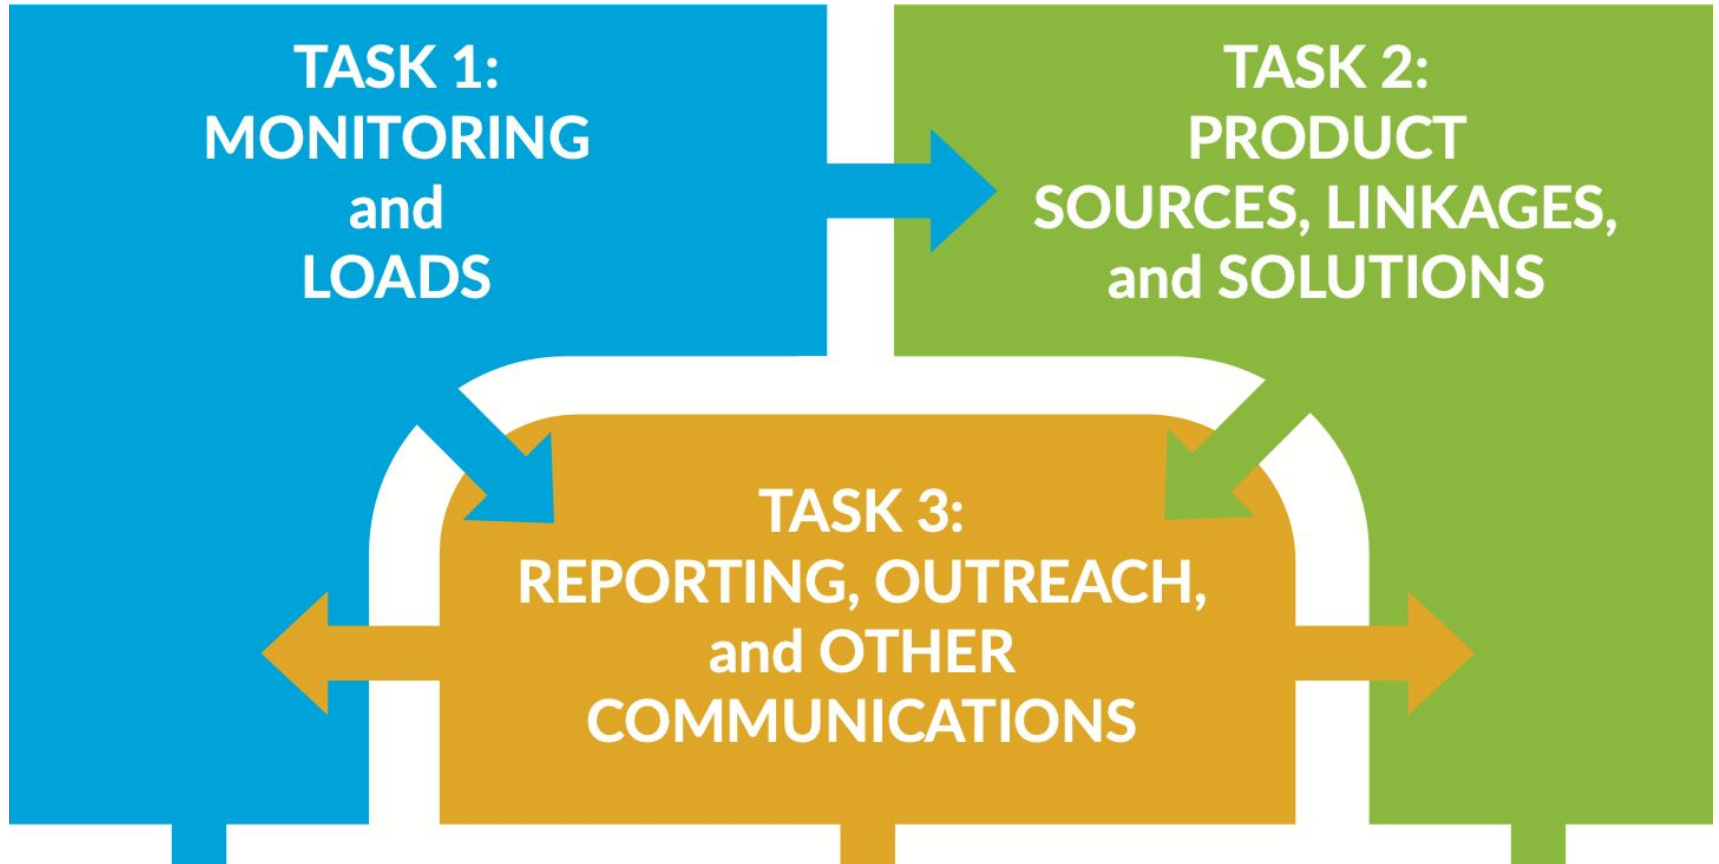 TASK 1:
MONITORING
and
LOADS
TASK 2:
PRODUCT
SOURCES, LINKAGES,
and SOLUTIONS
TASK 3:
REPORTING, OUTREACH,
and OTHER
COMMUNICATIONS